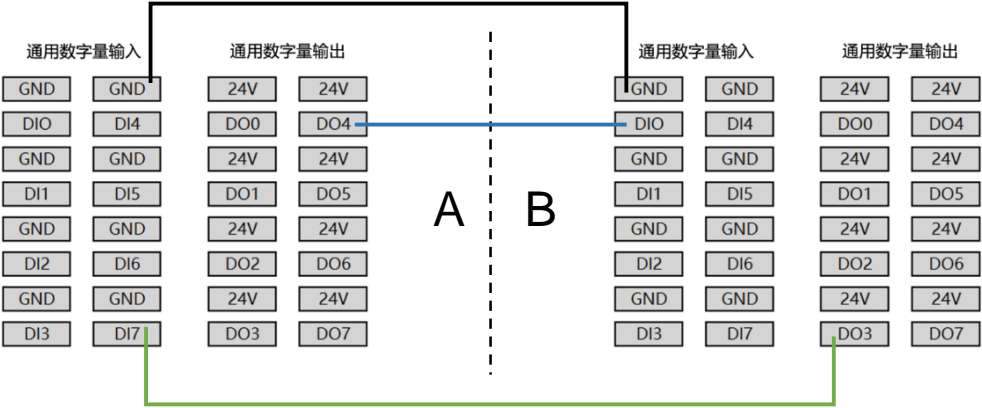 通用数字量输入 通用数字量输出 通用数字量输入 通用数字量输出
GND GND 24V 24V GND GND 24V 24V
DIO DI4 DO0 DO4 DIO DI4 DO0 DO4
GND GND 24V 24V GND GND 24V 24V
DI1 DI5 DO1 DO5 A B DI1 DI5 DO1 DO5
GND GND 24V 24V GND GND 24V 24V
DI2 DI6 DO2 DO6 DI2 DI6 DO2 DO6
GND GND 24V 24V GND GND 24V 24V
DI3 DI7 DO3 DO7 DI3 DI7 DO3 DO7